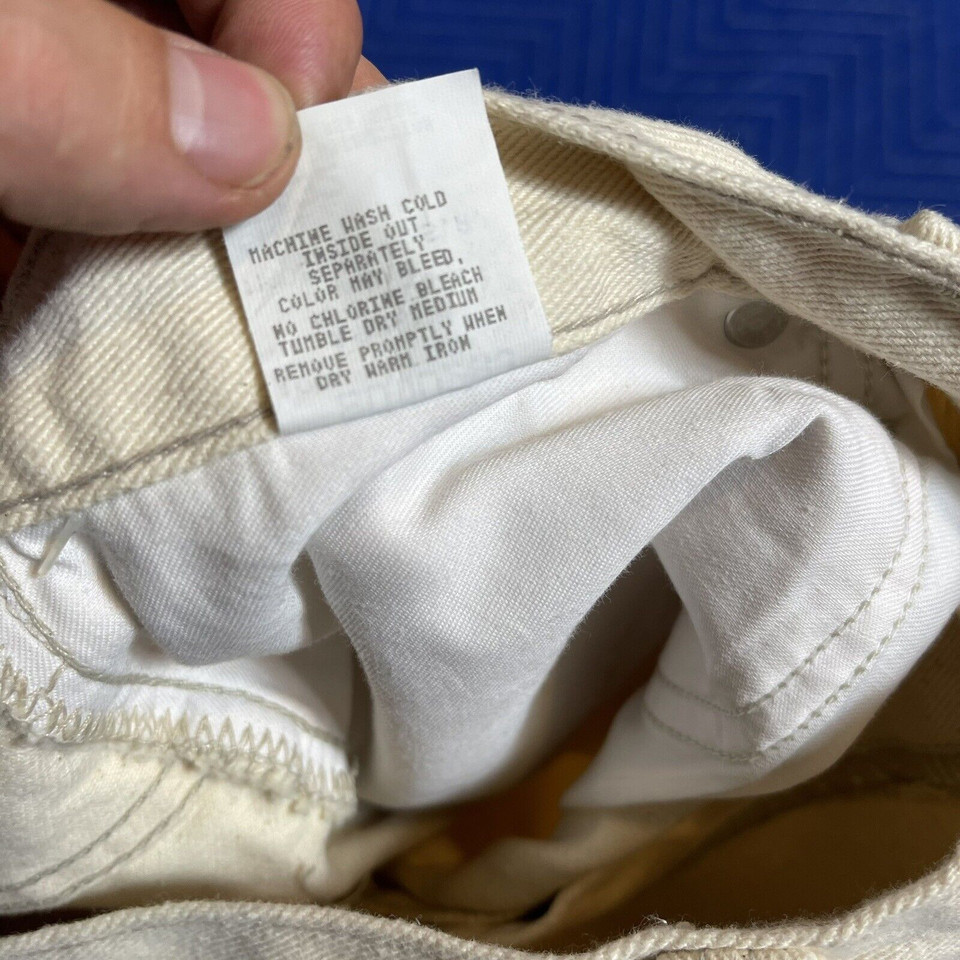 MACHINE WASH COLD
INSIDE OUT
SEPARATELY
COLOR MAY BLEED.
NO CHLORINE BLEACH
TUMBLE DRY MEDIUM
REMOVE PROMPTLY WHEN
DRY WARM IRON